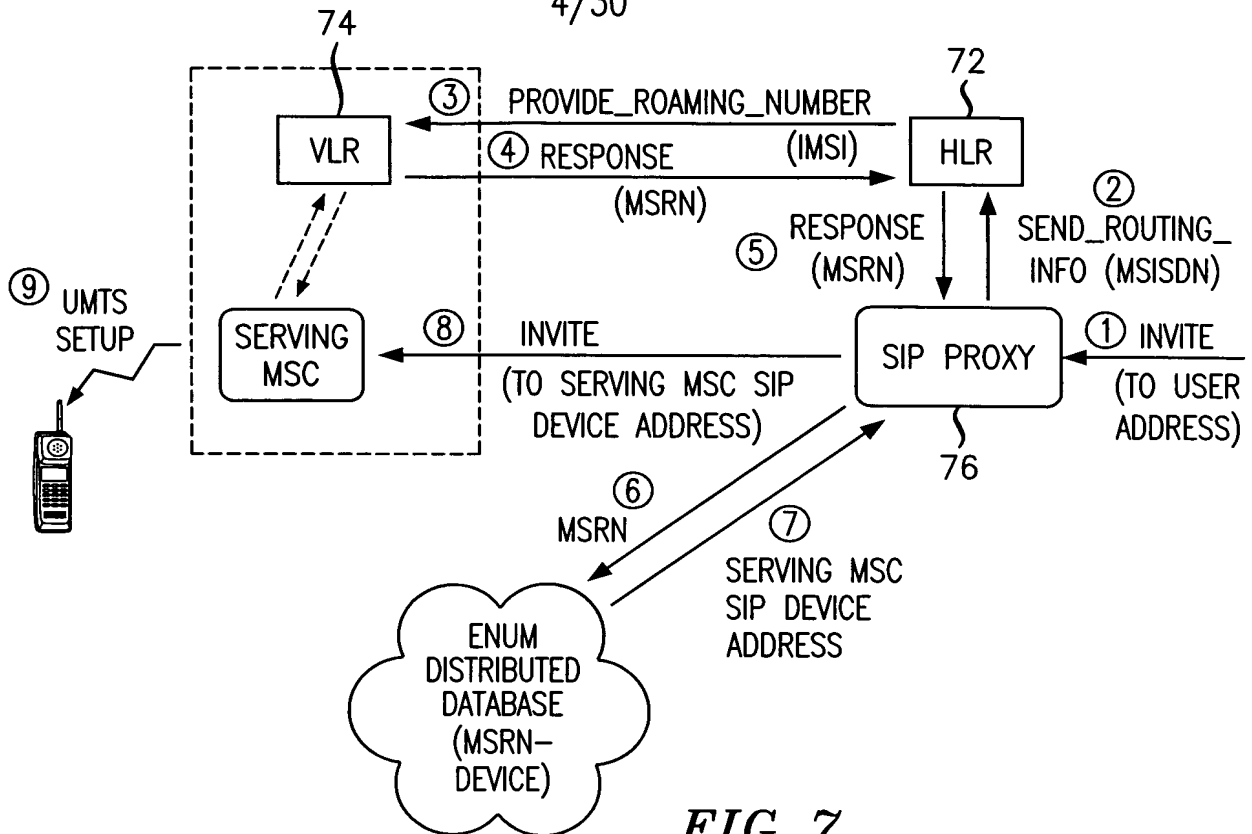 4/30
74
72
③ PROVIDE_ROAMING_NUMBER
(IMSI)
VLR
HLR
④ RESPONSE
(MSRN)
②
SEND_ROUTING_
INFO (MSISDN)
⑤ RESPONSE
(MSRN)
⑨ UMTS
SETUP
SERVING
MSC
⑧ INVITE
(TO SERVING MSC SIP
DEVICE ADDRESS)
SIP PROXY
① INVITE
(TO USER
ADDRESS)
76
⑥
MSRN
⑦
SERVING MSC
SIP DEVICE
ADDRESS
ENUM
DISTRIBUTED
DATABASE
(MSRN-
DEVICE)
FIG. 7